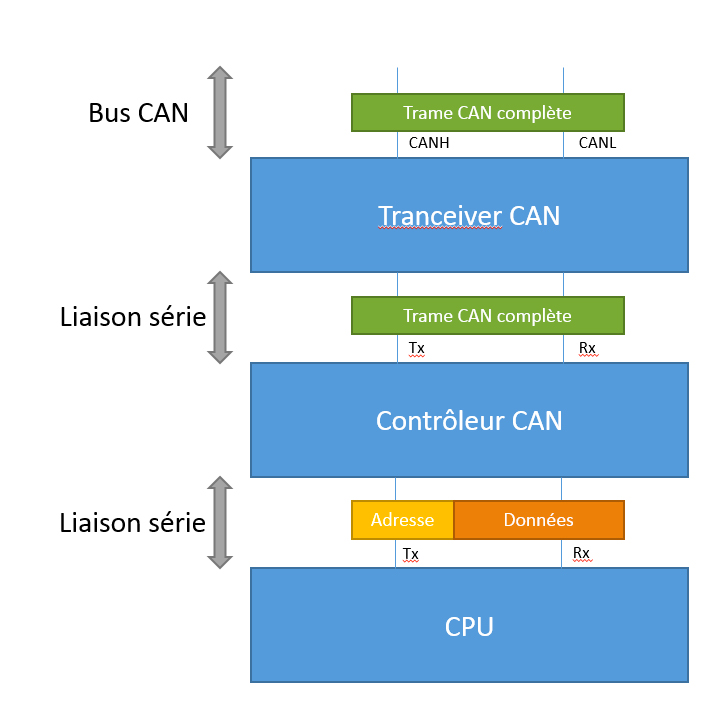 Bus CAN
Trame CAN complète
CANH
CANL
Tranceiver CAN
Liaison série
Trame CAN complète
Tx
Rx
Contrôleur CAN
Liaison série
Adresse
Données
Tx
Rx
CPU